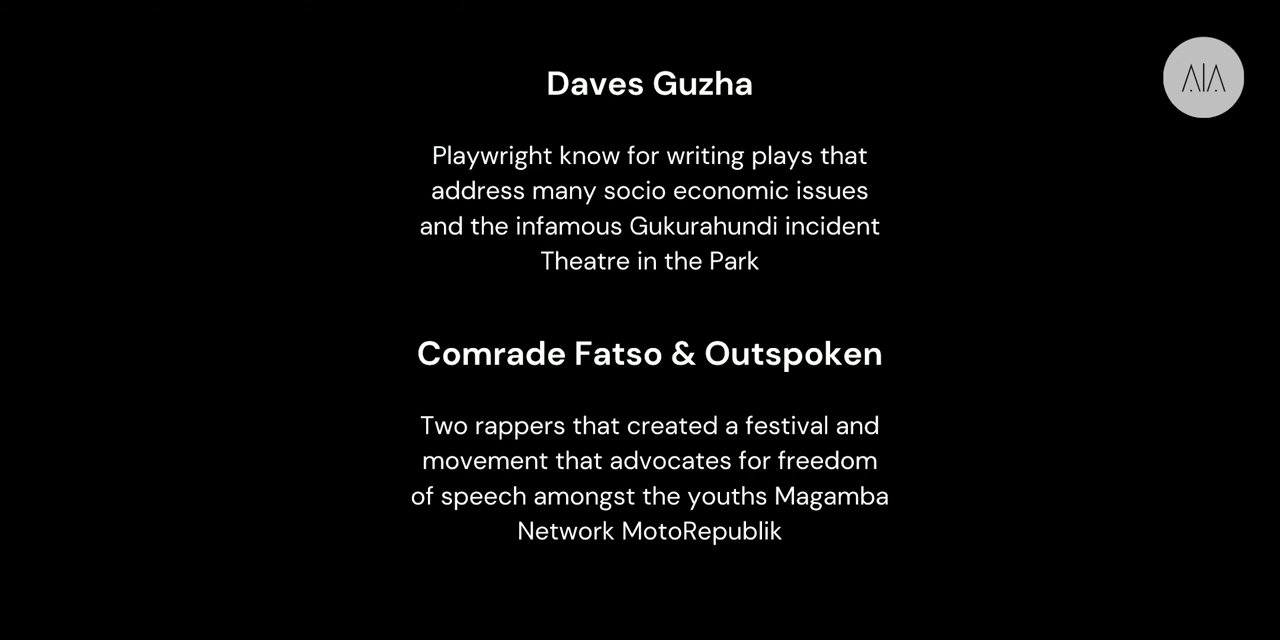 Daves Guzha
Playwright know for writing plays that
address many socio economic issues
and the infamous Gukurahundi incident
Theatre in the Park
Comrade Fatso & Outspoken
Two rappers that created a festival and
movement that advocates for freedom
of speech amongst the youths Magamba
Network MotoRepublik
AIA